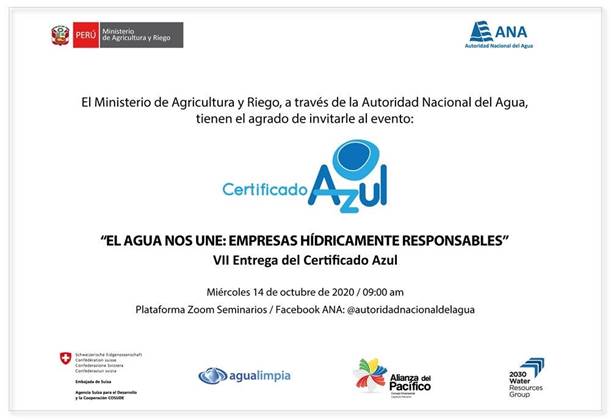 PERÚ
Ministerio
de Agricultura y Riego
ANA
Autoridad Nacional del Agua
El Ministerio de Agricultura y Riego, a través de la Autoridad Nacional del Agua,
tienen el agrado de invitarle al evento:
Certificado Azul
“EL AGUA NOS UNE: EMPRESAS HÍDRICAMENTE RESPONSABLES”
VII Entrega del Certificado Azul
Miércoles 14 de octubre de 2020 / 09:00 am
Plataforma Zoom Seminarios / Facebook ANA: @autoridadnacionaldelagua
Schweizerische Eidgenossenschaft
Confédération suisse
Confederazione Svizzera
Confederaziun svizra
Embajada de Suiza
Agencia Suiza para el Desarrollo
y la Cooperación COSUDE
agualimpia
Alianza del
Pacífico
2030
Water
Resources
Group